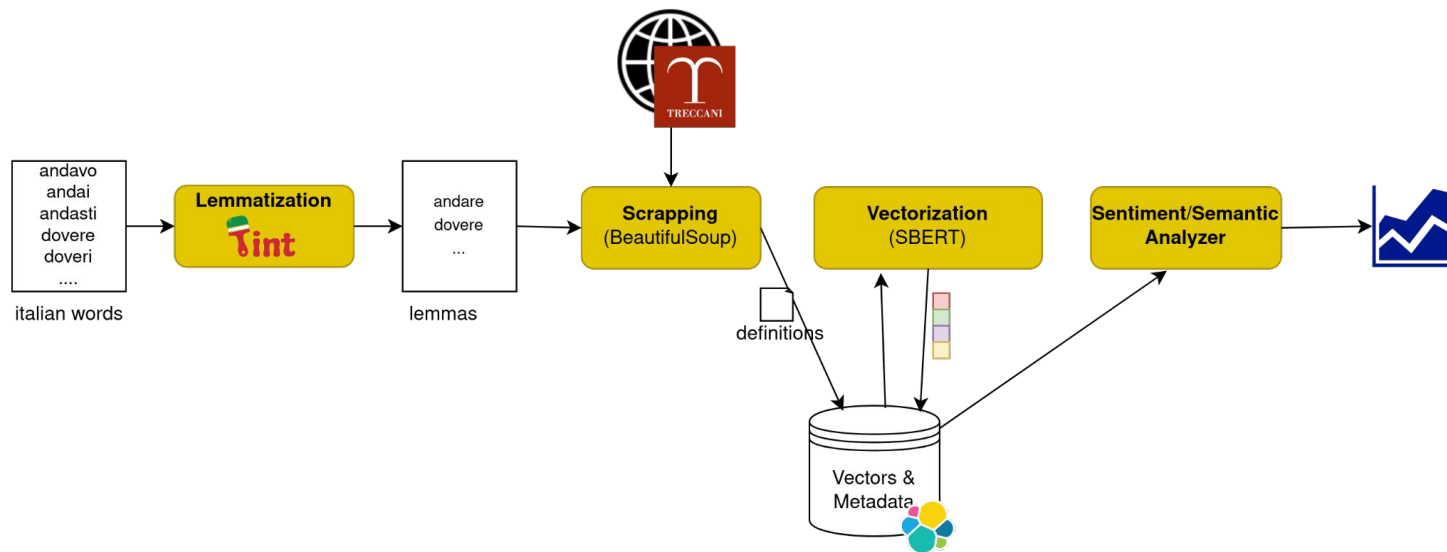 TRECCANI
andavo
andai
andasti
dovere
doveri
....
italian words
Lemmatization
Tint
andare
dovere
...
lemmas
Scrapping
(BeautifulSoup)
definitions
Vectorization
(SBERT)
Vectors &
Metadata
Sentiment/Semantic
Analyzer